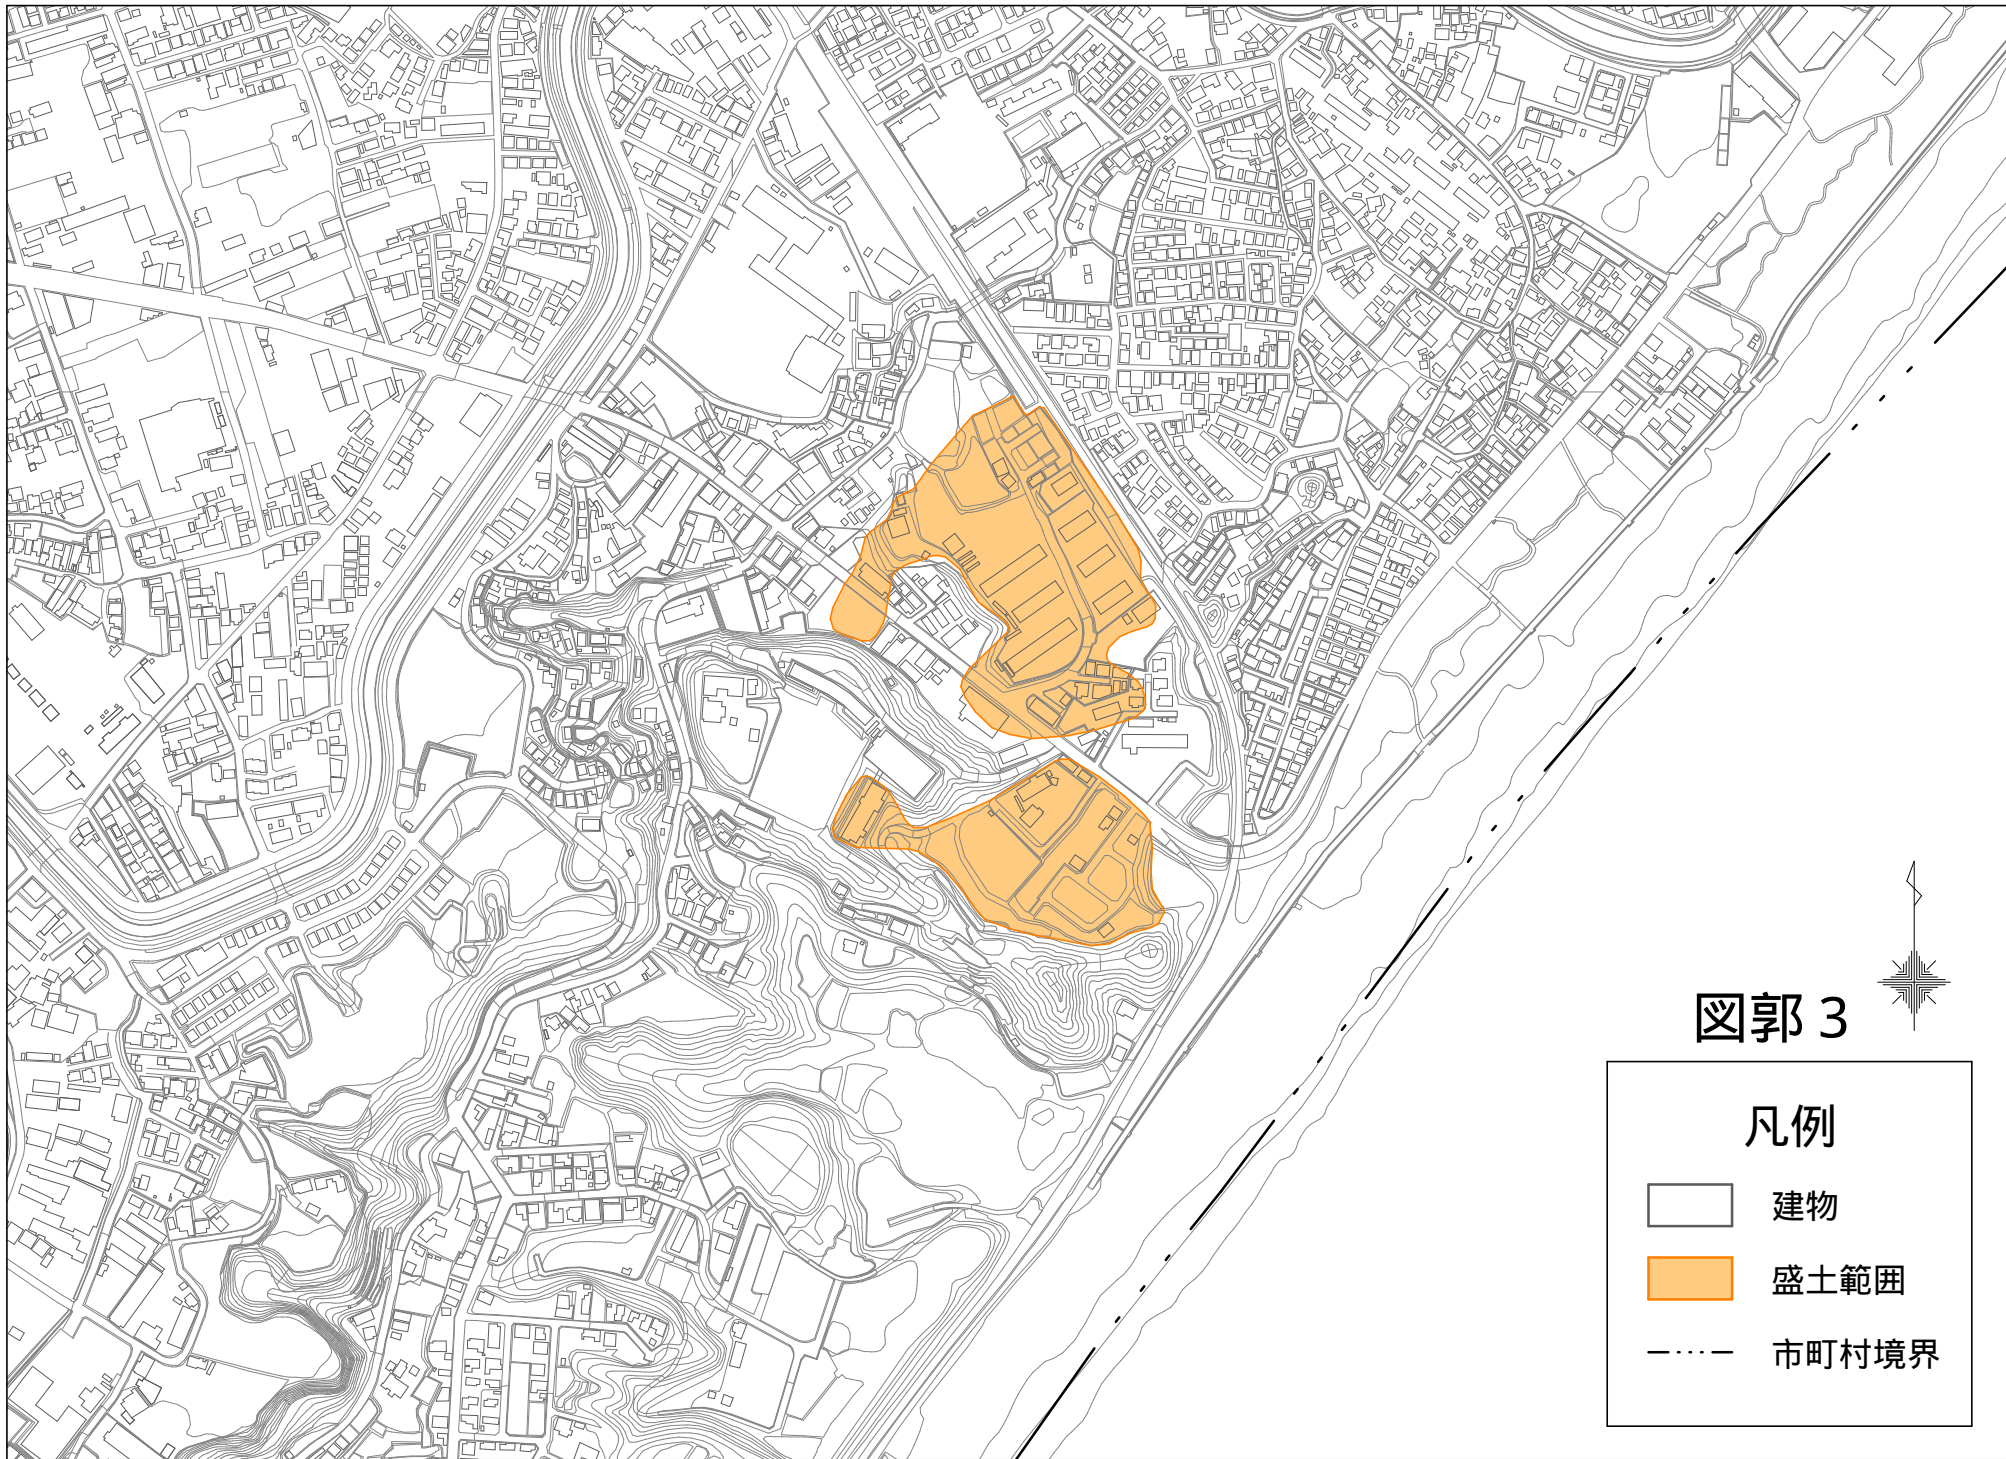 図郭3
凡例
建物
盛土範囲
市町村境界